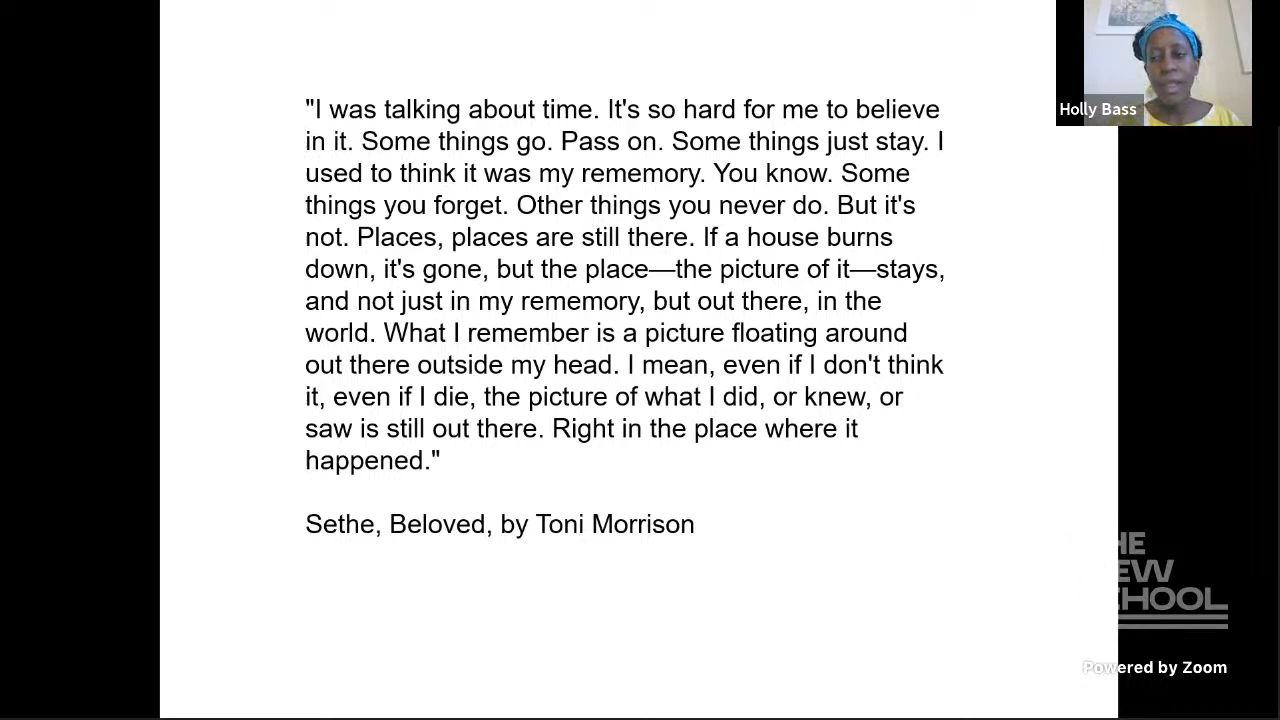 "I was talking about time. It's so hard for me to believe
in it. Some things go. Pass on. Some things just stay. I
used to think it was my rememory. You know. Some
things you forget. Other things you never do. But it's
not. Places, places are still there. If a house burns
down, it's gone, but the place—the picture of it—stays,
and not just in my rememory, but out there, in the
world. What I remember is a picture floating around
out there outside my head. I mean, even if I don't think
it, even if I die, the picture of what I did, or knew, or
saw is still out there. Right in the place where it
happened."
Sethe, Beloved, by Toni Morrison
Holly Bass
HE
EW
CHOOL
Powered by Zoom